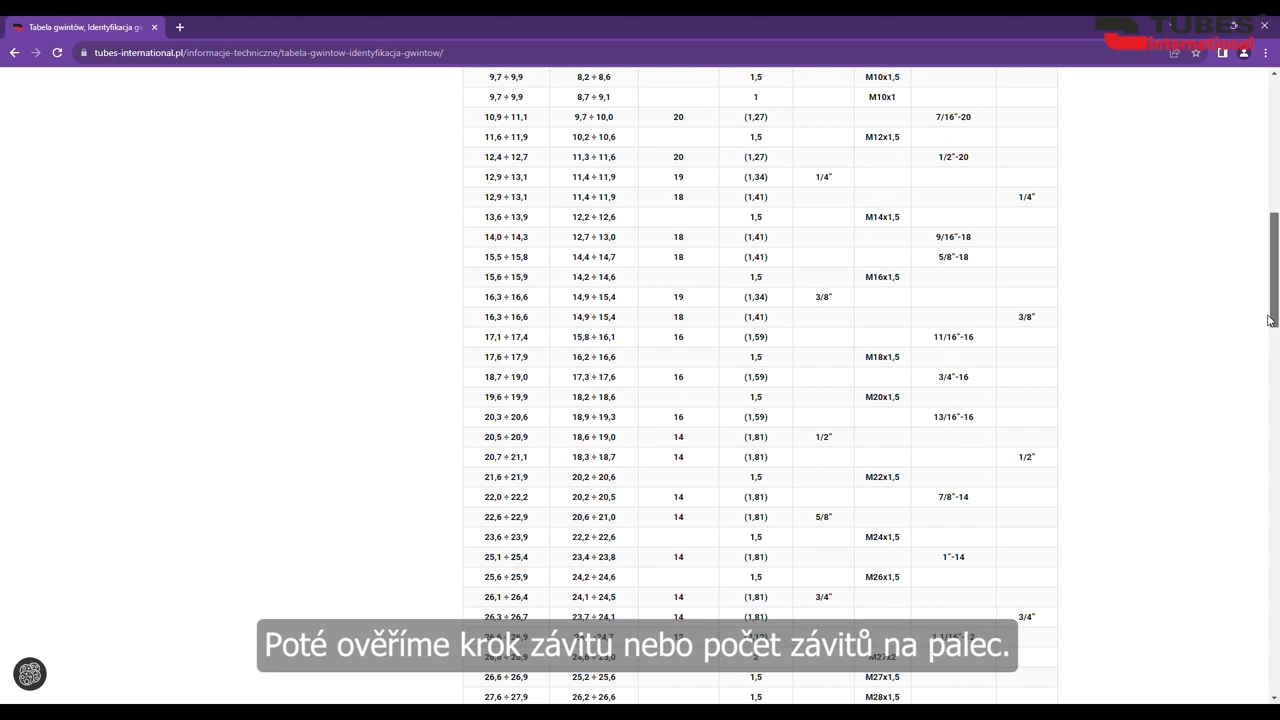 Tabela gwintów, Identyfikacja gw
TUBES
international
tubes-international.pl/informacje-techniczne/tabela-gwintow-identyfikacja-gwintow/
9,7 ÷ 9,9 8,2 ÷ 8,6 1,5 M10x1,5
9,7 ÷ 9,9 8,7 ÷ 9,1 1 M10x1
10,9 ÷ 11,1 9,7 ÷ 10,0 20 (1,27) 7/16"-20
11,6 ÷ 11,9 10,2 ÷ 10,6 1,5 M12x1,5
12,4 ÷ 12,7 11,3 ÷ 11,6 20 (1,27) 1/2"-20
12,9 ÷ 13,1 11,4 ÷ 11,9 19 (1,34) 1/4"
12,9 ÷ 13,1 11,4 ÷ 11,9 18 (1,41) 1/4"
13,6 ÷ 13,9 12,2 ÷ 12,6 1,5 M14x1,5
14,0 ÷ 14,3 12,7 ÷ 13,0 18 (1,41) 9/16"-18
15,5 ÷ 15,8 14,4 ÷ 14,7 18 (1,41) 5/8"-18
15,6 ÷ 15,9 14,2 ÷ 14,6 1,5 M16x1,5
16,3 ÷ 16,6 14,9 ÷ 15,4 19 (1,34) 3/8"
16,3 ÷ 16,6 14,9 ÷ 15,4 18 (1,41) 3/8"
17,1 ÷ 17,4 15,8 ÷ 16,1 16 (1,59) 11/16"-16
17,6 ÷ 17,9 16,2 ÷ 16,6 1,5 M18x1,5
18,7 ÷ 19,0 17,3 ÷ 17,6 16 (1,59) 3/4"-16
19,6 ÷ 19,9 18,2 ÷ 18,6 1,5 M20x1,5
20,3 ÷ 20,6 18,9 ÷ 19,3 16 (1,59) 13/16"-16
20,5 ÷ 20,9 18,6 ÷ 19,0 14 (1,81) 1/2"
20,7 ÷ 21,1 18,3 ÷ 18,7 14 (1,81) 1/2"
21,6 ÷ 21,9 20,2 ÷ 20,6 1,5 M22x1,5
22,0 ÷ 22,2 20,2 ÷ 20,5 14 (1,81) 7/8"-14
22,6 ÷ 22,9 20,6 ÷ 21,0 14 (1,81) 5/8"
23,6 ÷ 23,9 22,2 ÷ 22,6 1,5 M24x1,5
25,1 ÷ 25,4 23,4 ÷ 23,8 14 (1,81) 1"-14
25,6 ÷ 25,9 24,2 ÷ 24,6 1,5 M26x1,5
26,1 ÷ 26,4 24,1 ÷ 24,5 14 (1,81) 3/4"
26,3 ÷ 26,7 23,7 ÷ 24,1 14 (1,81) 3/4"
Poté ověříme krok závitu nebo počet závitů na palec.
26,6 ÷ 26,9 25,2 ÷ 25,6 1,5 M27x1,5
27,6 ÷ 27,9 26,2 ÷ 26,6 1,5 M28x1,5